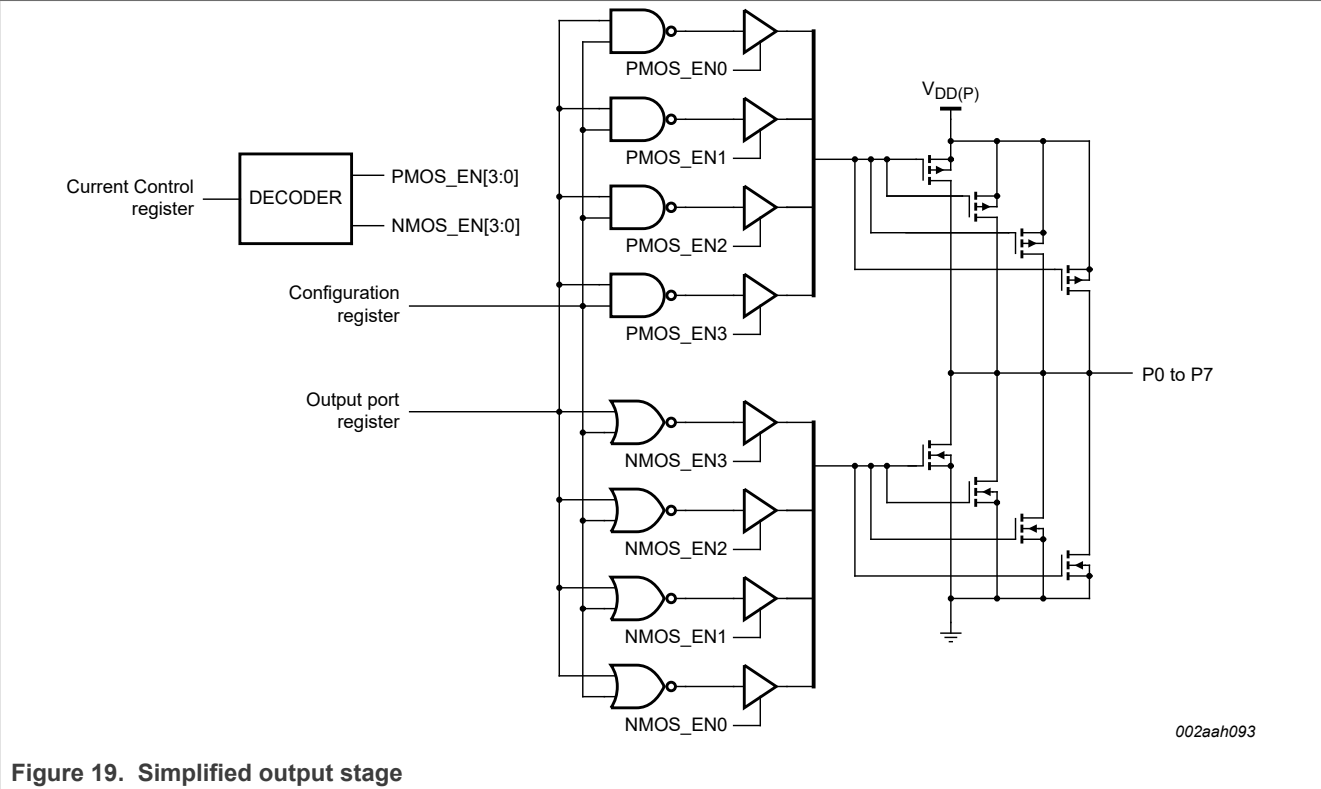 PMOS_EN0
V_DD(P)
PMOS_EN1
Current Control
register
DECODER
PMOS_EN[3:0]
NMOS_EN[3:0]
PMOS_EN2
Configuration
register
PMOS_EN3
P0 to P7
Output port
register
NMOS_EN3
NMOS_EN2
NMOS_EN1
NMOS_EN0
002aah093
Figure 19. Simplified output stage